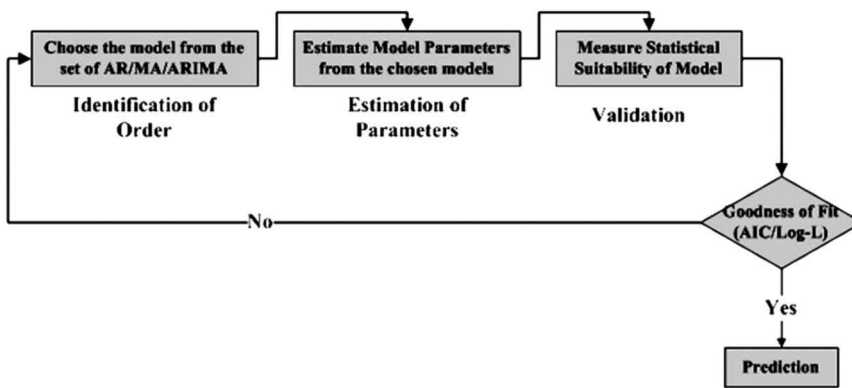 Choose the model from the
set of AR/MA/ARIMA
Identification of
Order
Estimate Model Parameters
from the chosen models
Estimation of
Parameters
Measure Statistical
Suitability of Model
Validation
Goodness of Fit
(AIC/Log-L)
No
Yes
Prediction